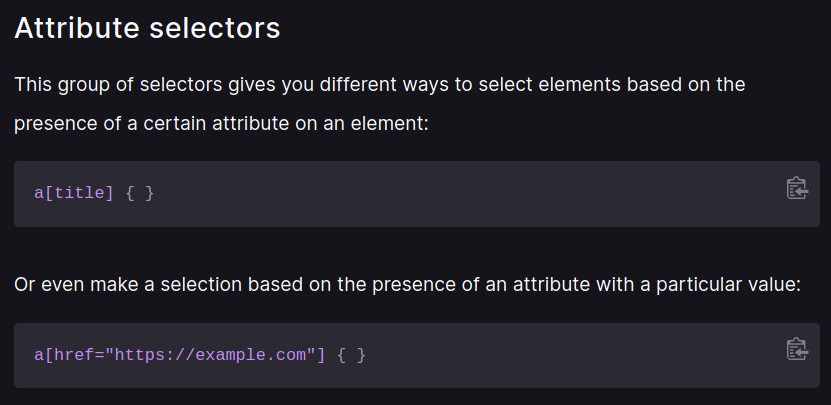 Attribute selectors
This group of selectors gives you different ways to select elements based on the
presence of a certain attribute on an element:
a[title] { }
Or even make a selection based on the presence of an attribute with a particular value:
a[href="https://example.com"] { }